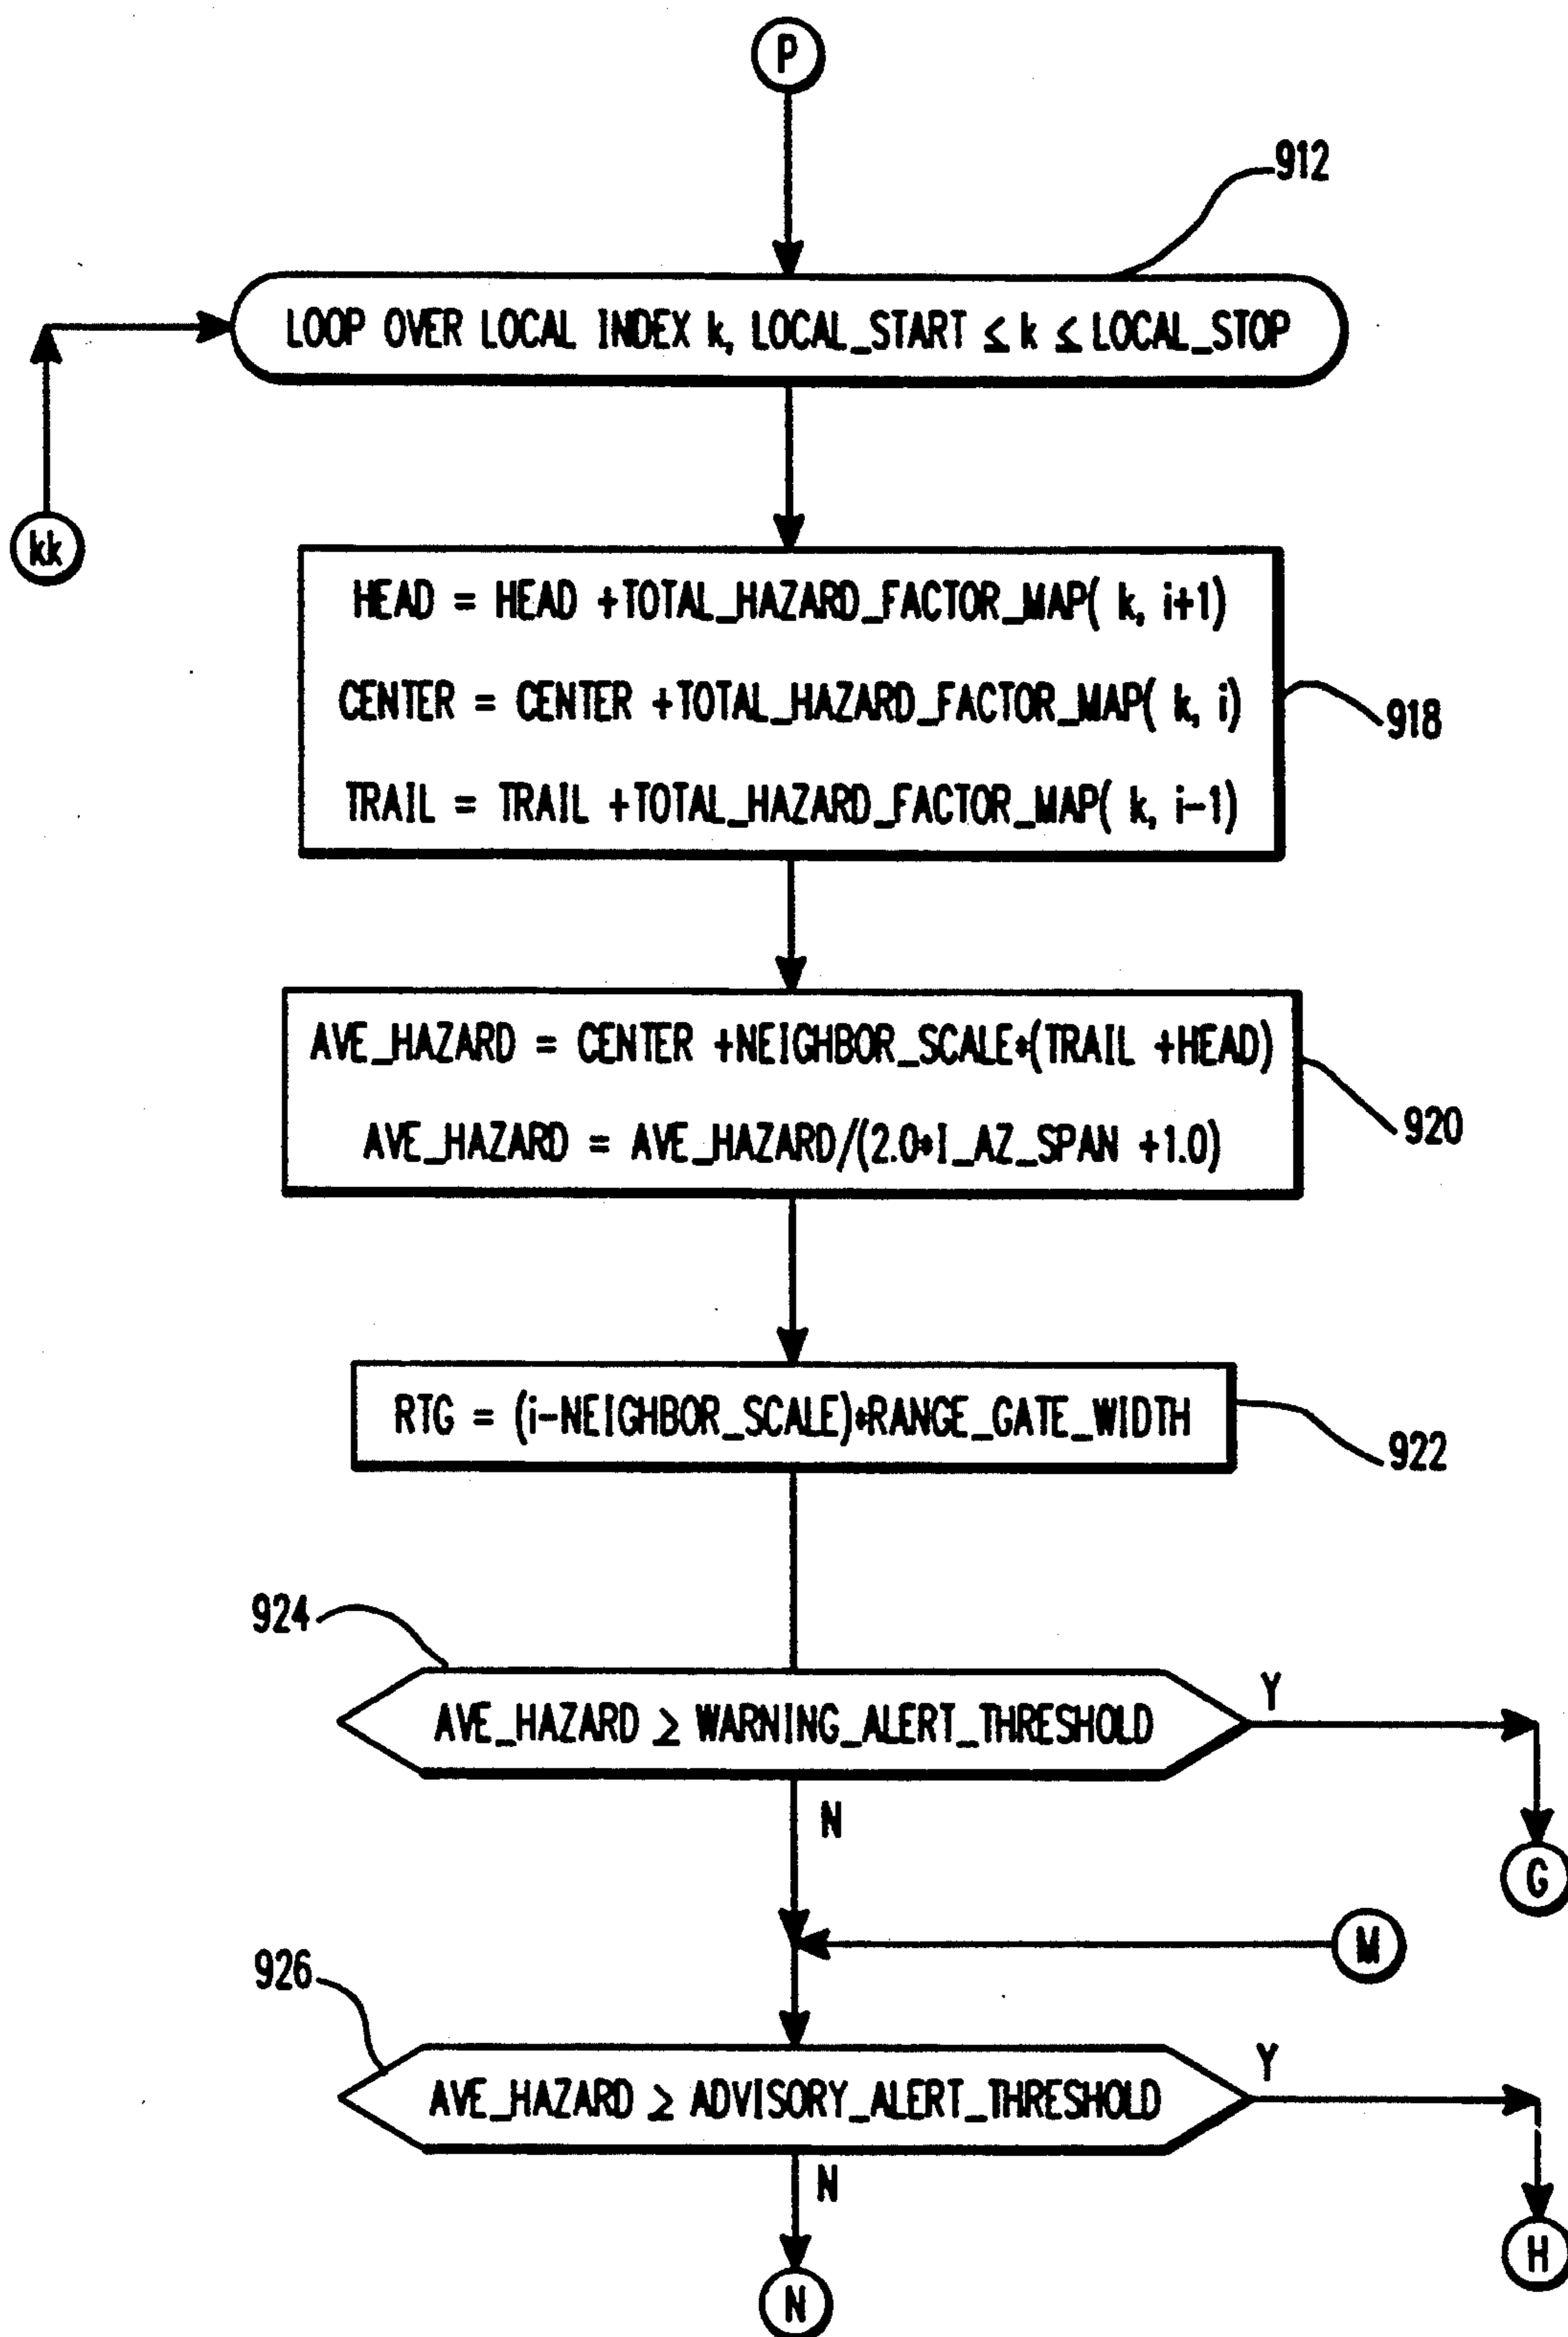 P
912
LOOP OVER LOCAL INDEX k, LOCAL_START ≤ k ≤ LOCAL_STOP
kk
HEAD = HEAD +TOTAL_HAZARD_FACTOR_MAP( k, i+1)
CENTER = CENTER +TOTAL_HAZARD_FACTOR_MAP( k, i)
918
TRAIL = TRAIL +TOTAL_HAZARD_FACTOR_MAP( k, i-1)
AVE_HAZARD = CENTER +NEIGHBOR_SCALE*(TRAIL +HEAD)
920
AVE_HAZARD = AVE_HAZARD/(2.0*I_AZ_SPAN +1.0)
RTG = (i-NEIGHBOR_SCALE)*RANGE_GATE_WIDTH
922
924
AVE_HAZARD ≥ WARNING_ALERT_THRESHOLD
Y
N
G
M
926
AVE_HAZARD ≥ ADVISORY_ALERT_THRESHOLD
Y
N
H
N